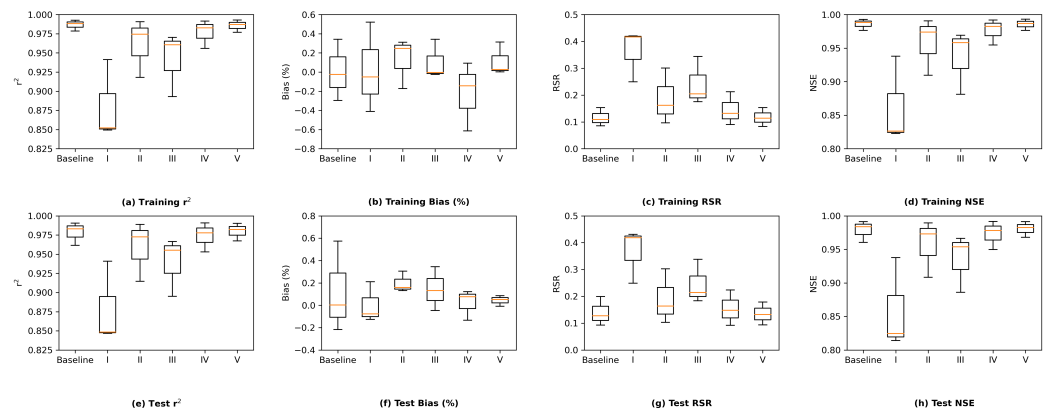 1.000
0.975
0.950
0.925
0.900
0.875
0.850
0.825
r²
Baseline I II III IV V
(a) Training r²
0.6
0.4
0.2
0.0
−0.2
−0.4
−0.6
−0.8
Bias (%)
Baseline I II III IV V
(b) Training Bias (%)
0.5
0.4
0.3
0.2
0.1
0.0
RSR
Baseline I II III IV V
(c) Training RSR
1.00
0.95
0.90
0.85
0.80
NSE
Baseline I II III IV V
(d) Training NSE
1.000
0.975
0.950
0.925
0.900
0.875
0.850
0.825
r²
Baseline I II III IV V
(e) Test r²
0.8
0.6
0.4
0.2
0.0
−0.2
−0.4
Bias (%)
Baseline I II III IV V
(f) Test Bias (%)
0.5
0.4
0.3
0.2
0.1
0.0
RSR
Baseline I II III IV V
(g) Test RSR
1.00
0.95
0.90
0.85
0.80
NSE
Baseline I II III IV V
(h) Test NSE